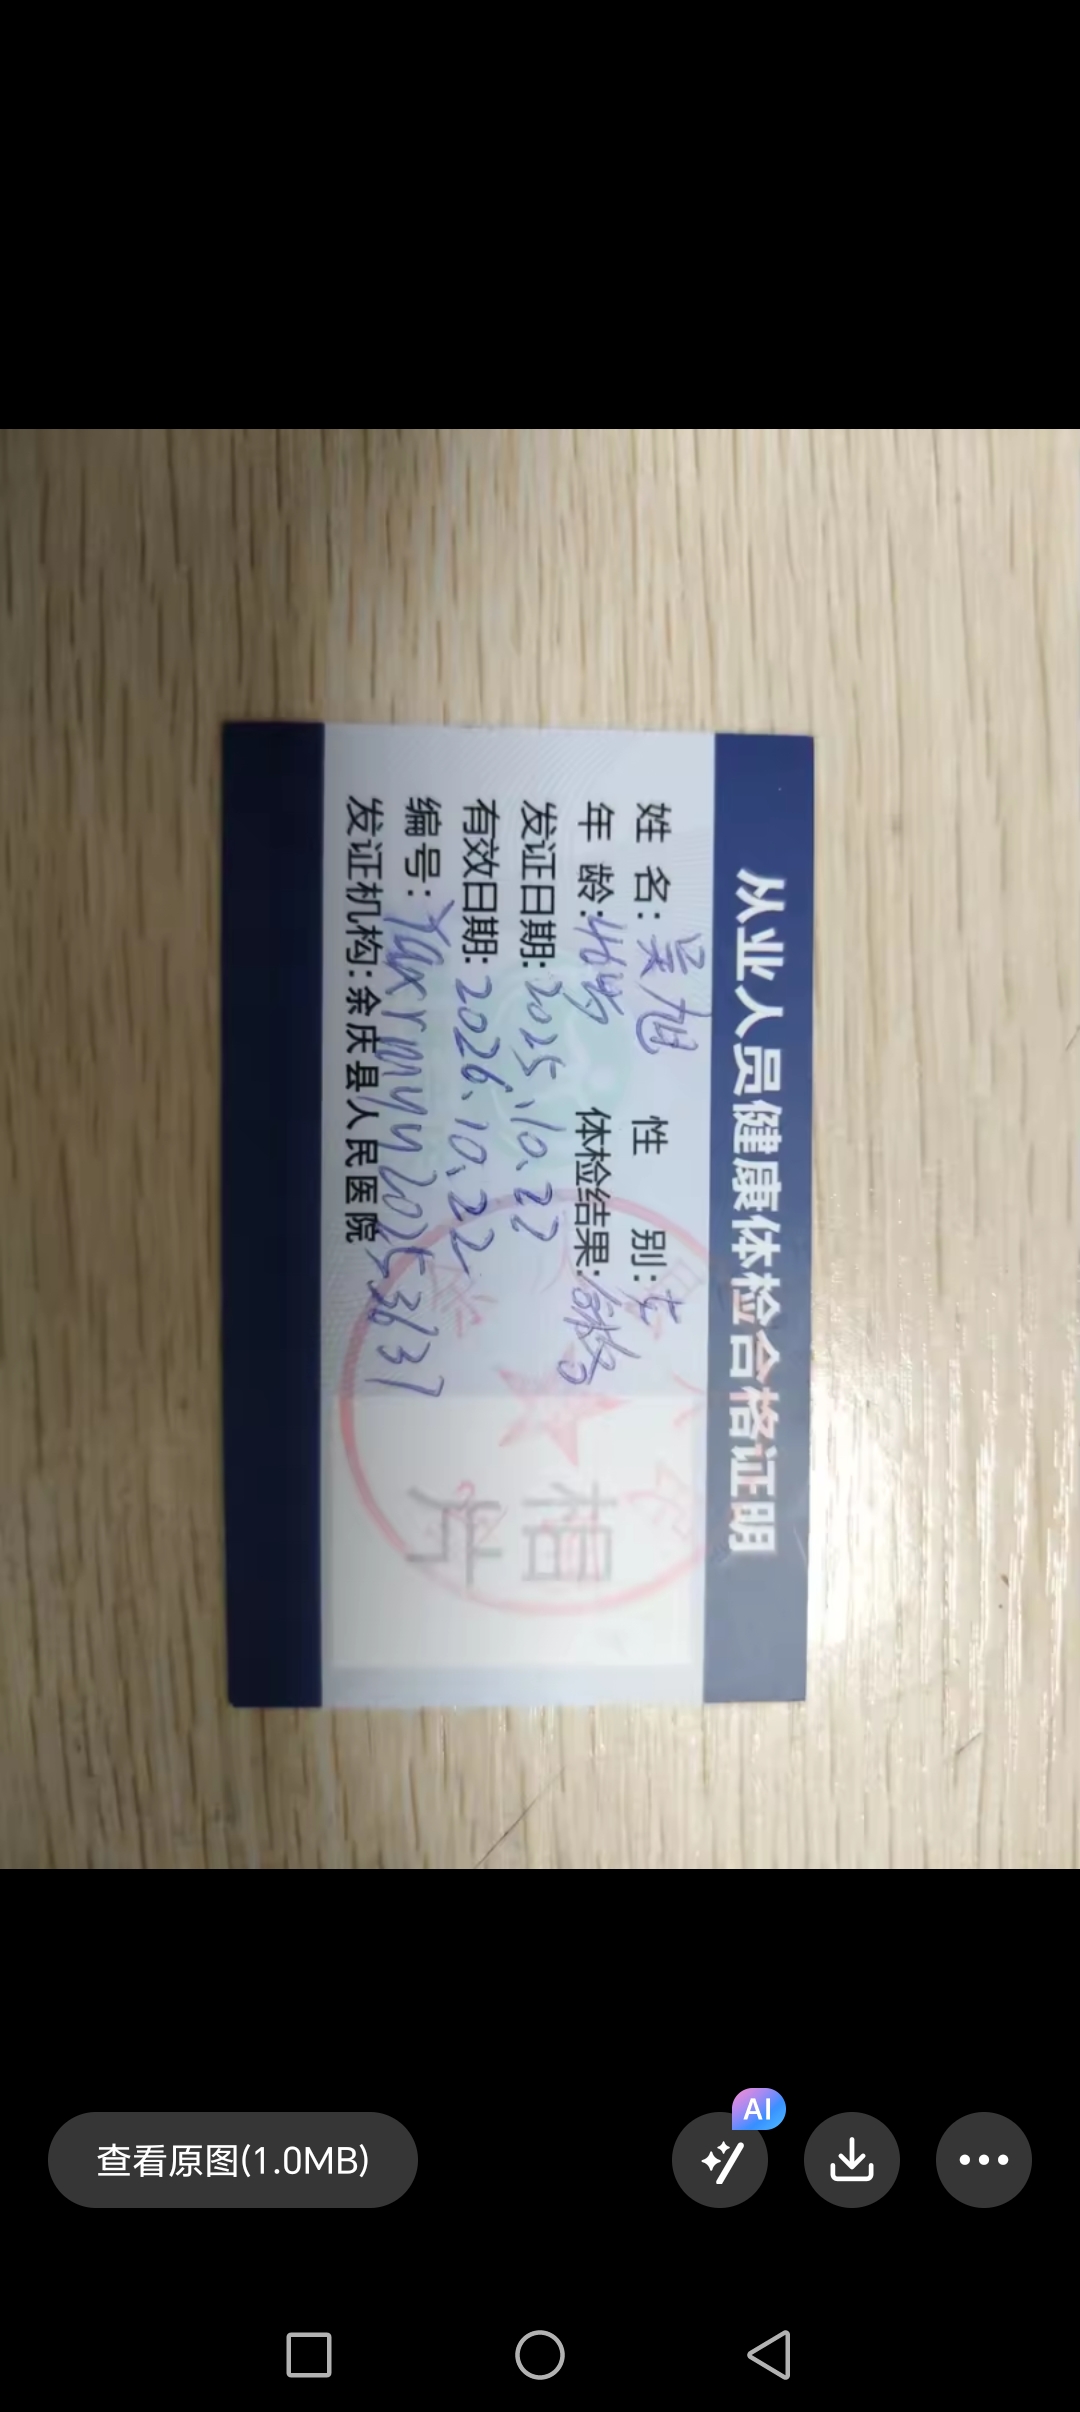 从业人员健康体检合格证明
姓 名: 吴旭 性 别: 女
年 龄: 体检结果: 合格
发证日期: 2025.10.22
有效日期: 2026.10.22
编号: Yqxrmyy20253637
发证机构: 余庆县人民医院
相片
查看原图(1.0MB)
AI